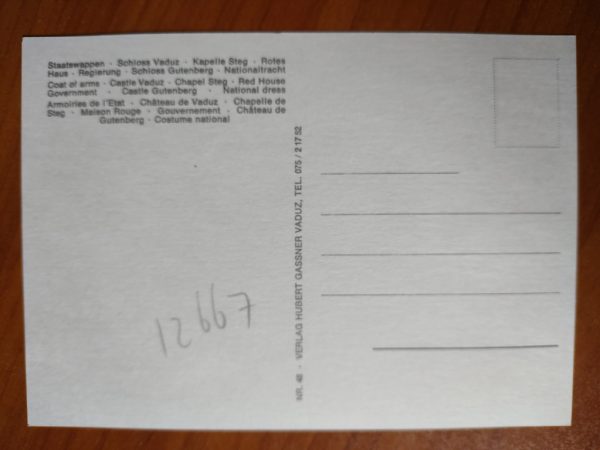 Staatswappen · Schloss Vaduz · Kapelle Steg · Rotes
Haus · Regierung · Schloss Gutenberg · Nationaltracht
Coat of arms · Castle Vaduz · Chapel Steg · Red House
Government · Castle Gutenberg · National dress
Armoiries de l'Etat · Château de Vaduz · Chapelle de
Steg · Maison Rouge · Gouvernement · Château de
Gutenberg · Costume national
NR. 48 · VERLAG HUBERT GASSNER VADUZ, TEL. 075 / 2 17 52
12667